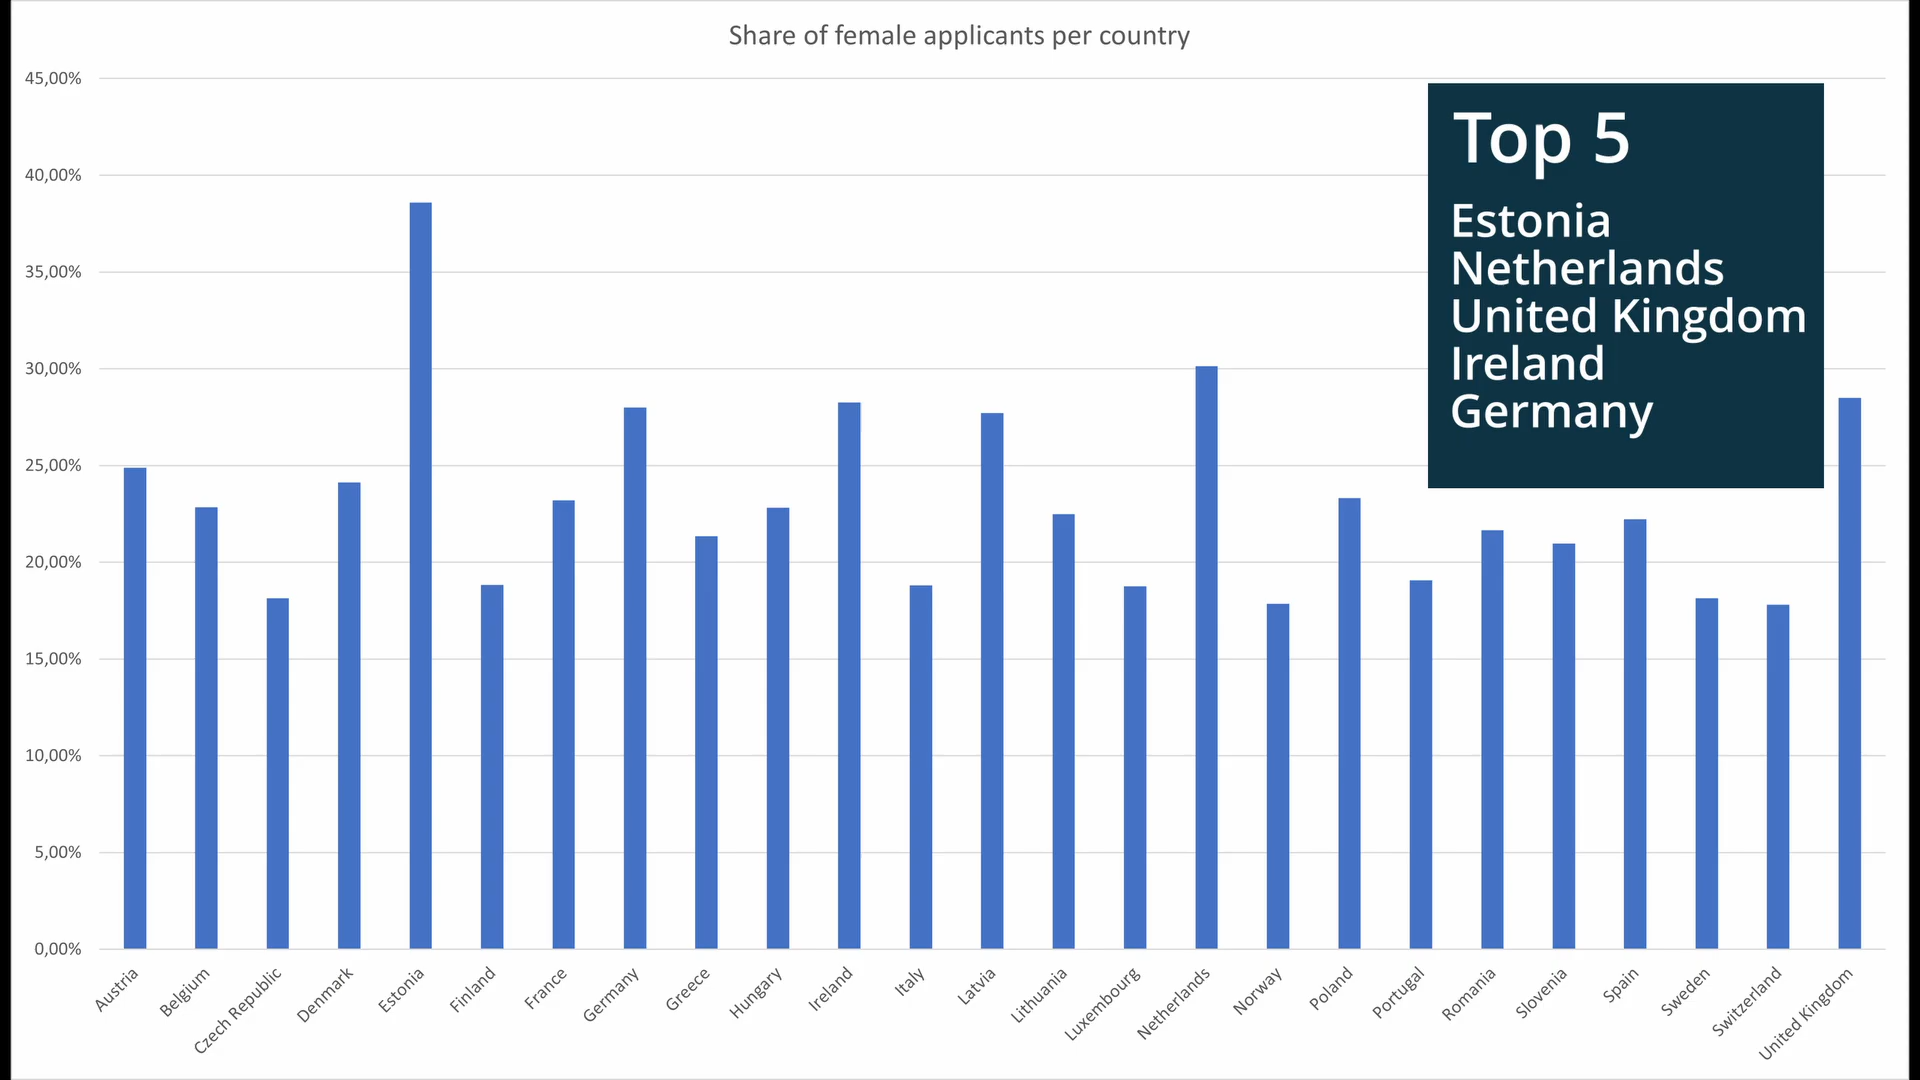 Share of female applicants per country
45,00%
40,00%
35,00%
30,00%
25,00%
20,00%
15,00%
10,00%
5,00%
0,00%
Top 5
Estonia
Netherlands
United Kingdom
Ireland
Germany
Austria
Belgium
Czech Republic
Denmark
Estonia
Finland
France
Germany
Greece
Hungary
Ireland
Italy
Latvia
Lithuania
Luxembourg
Netherlands
Norway
Poland
Portugal
Romania
Slovenia
Spain
Sweden
Switzerland
United Kingdom